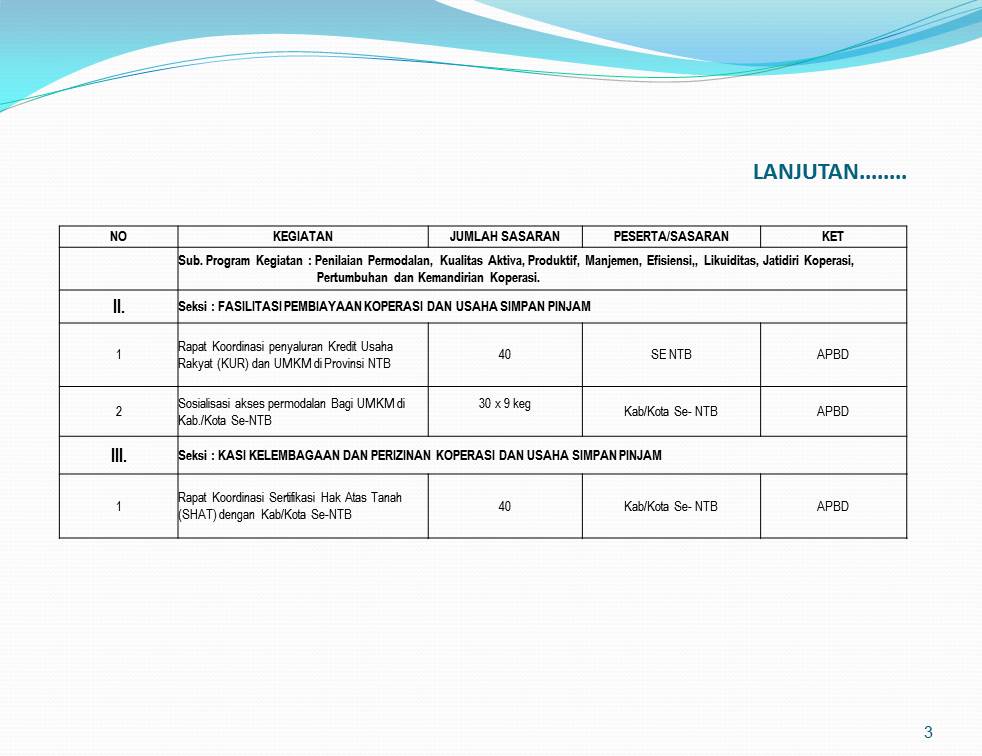 LANJUTAN........
NO KEGIATAN JUMLAH SASARAN PESERTA/SASARAN KET
Sub. Program Kegiatan : Penilaian Permodalan, Kualitas Aktiva, Produktif, Manjemen, Efisiensi,, Likuiditas, Jatidiri Koperasi,
Pertumbuhan dan Kemandirian Koperasi.
II. Seksi : FASILITASI PEMBIAYAAN KOPERASI DAN USAHA SIMPAN PINJAM
1 Rapat Koordinasi penyaluran Kredit Usaha
Rakyat (KUR) dan UMKM di Provinsi NTB 40 SE NTB APBD
2 Sosialisasi akses permodalan Bagi UMKM di
Kab./Kota Se-NTB 30 x 9 keg Kab/Kota Se- NTB APBD
III. Seksi : KASI KELEMBAGAAN DAN PERIZINAN KOPERASI DAN USAHA SIMPAN PINJAM
1 Rapat Koordinasi Sertifikasi Hak Atas Tanah
(SHAT) dengan Kab/Kota Se-NTB 40 Kab/Kota Se- NTB APBD
3